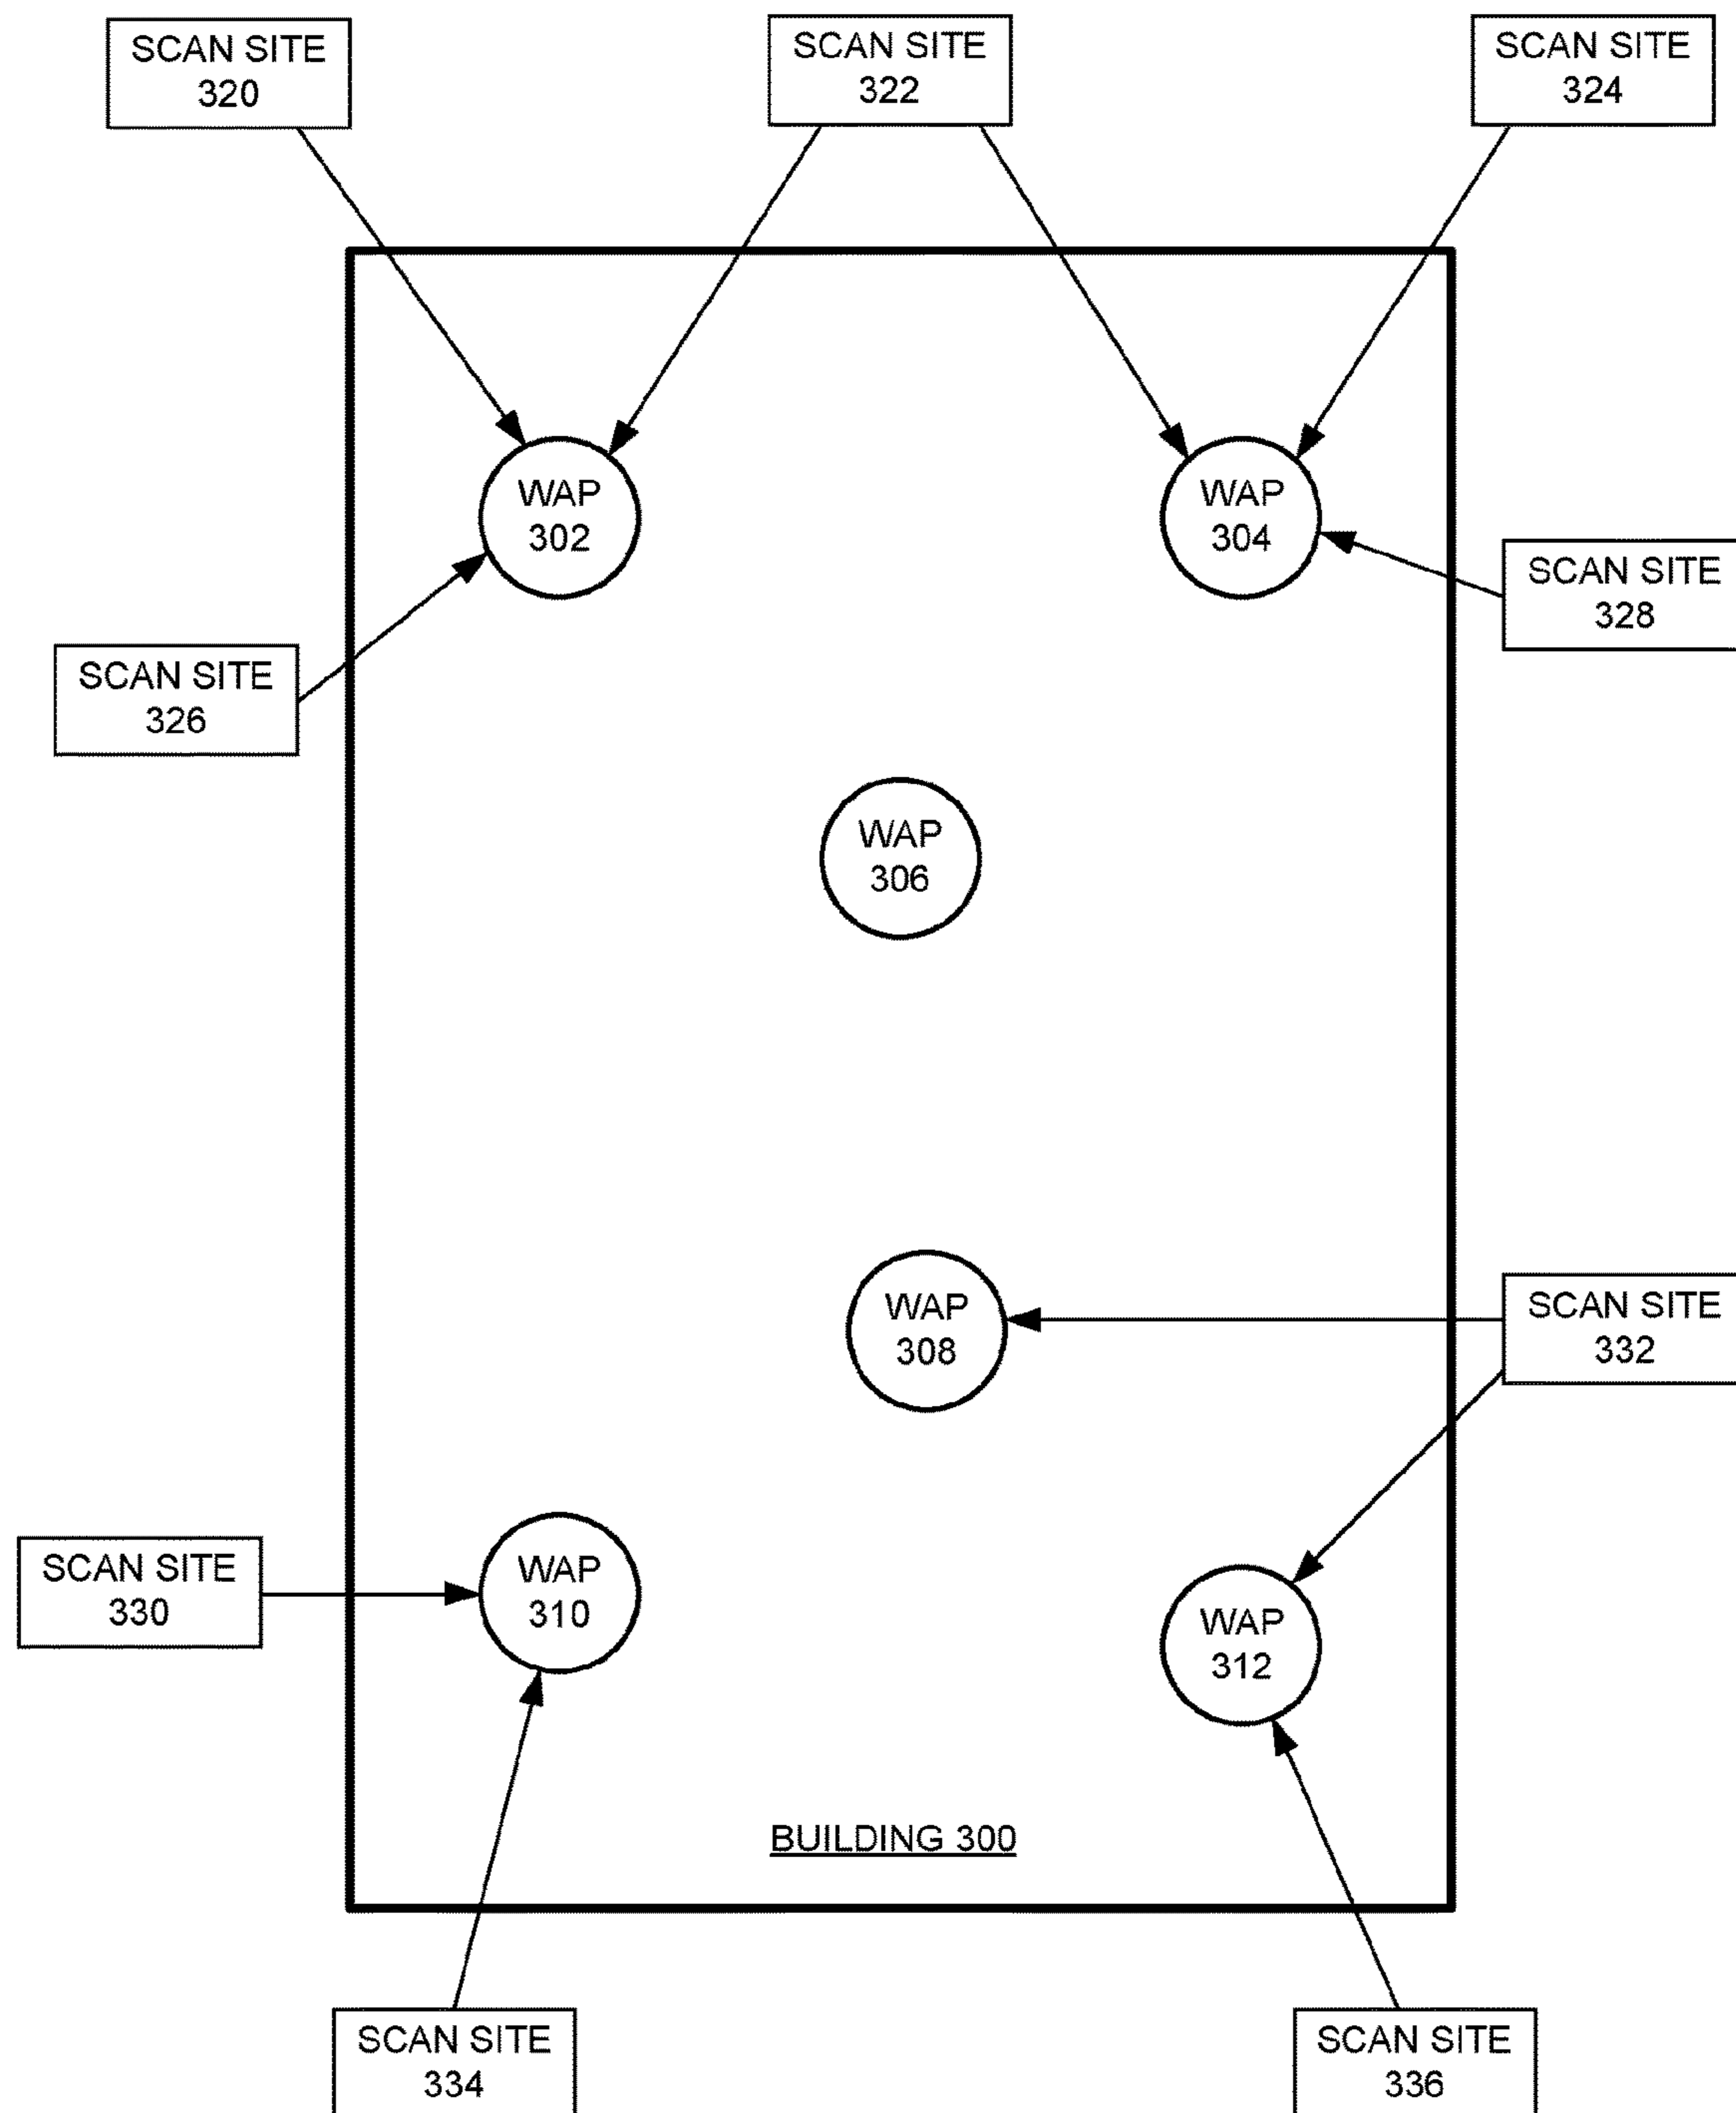 SCAN SITE
320
SCAN SITE
322
SCAN SITE
324
WAP
302
WAP
304
SCAN SITE
328
SCAN SITE
326
WAP
306
WAP
308
SCAN SITE
332
SCAN SITE
330
WAP
310
WAP
312
BUILDING 300
SCAN SITE
334
SCAN SITE
336